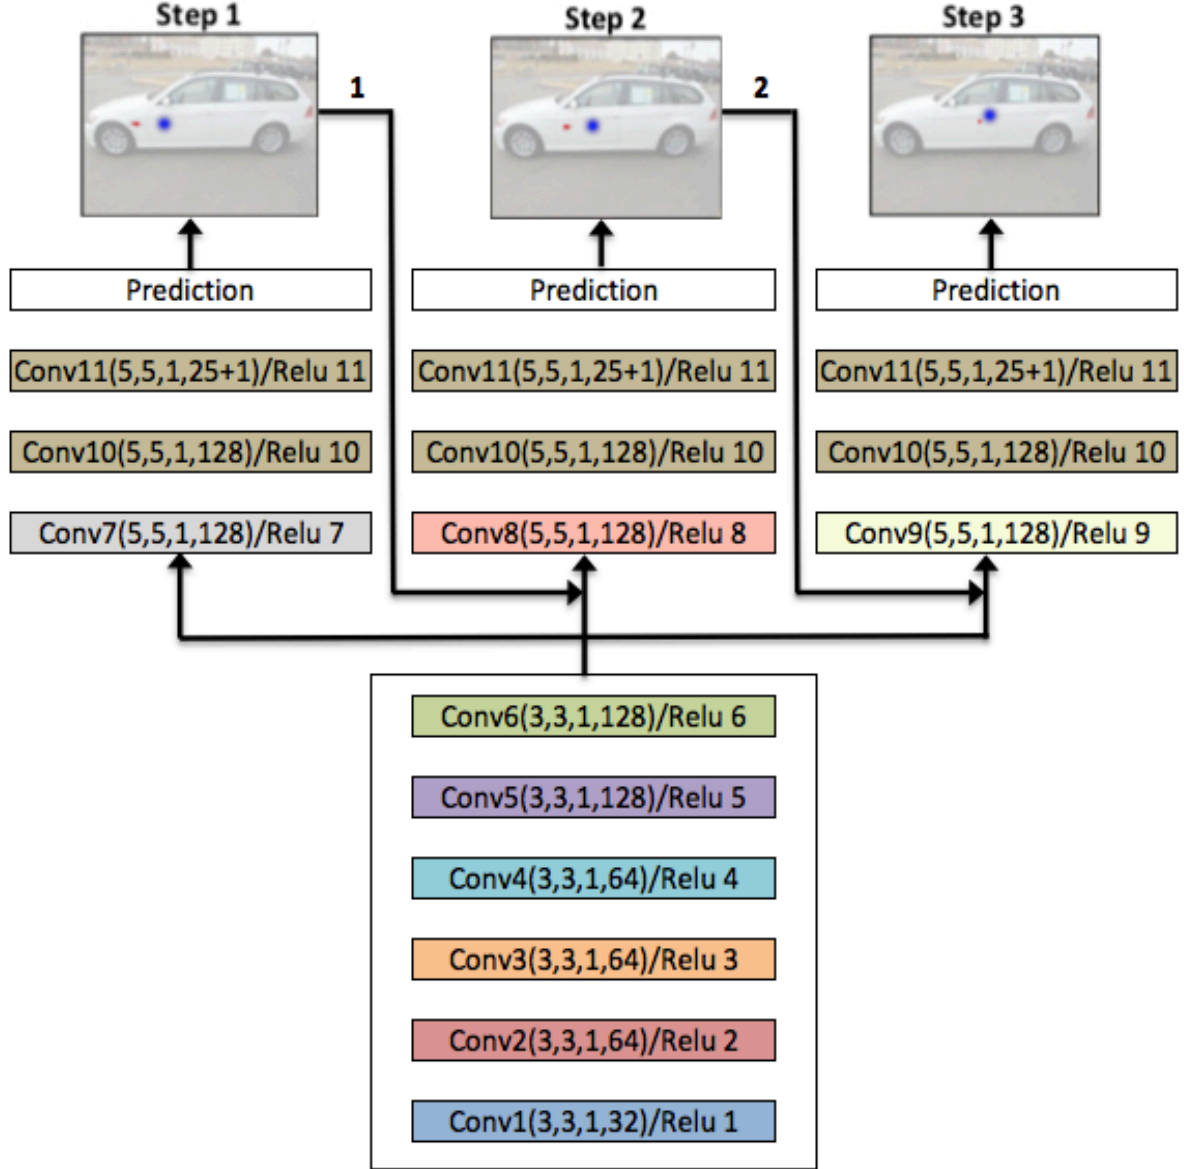 Step 1
Step 2
Step 3
1
2
Prediction
Prediction
Prediction
Conv11(5,5,1,25+1)/Relu 11
Conv11(5,5,1,25+1)/Relu 11
Conv11(5,5,1,25+1)/Relu 11
Conv10(5,5,1,128)/Relu 10
Conv10(5,5,1,128)/Relu 10
Conv10(5,5,1,128)/Relu 10
Conv7(5,5,1,128)/Relu 7
Conv8(5,5,1,128)/Relu 8
Conv9(5,5,1,128)/Relu 9
Conv6(3,3,1,128)/Relu 6
Conv5(3,3,1,128)/Relu 5
Conv4(3,3,1,64)/Relu 4
Conv3(3,3,1,64)/Relu 3
Conv2(3,3,1,64)/Relu 2
Conv1(3,3,1,32)/Relu 1